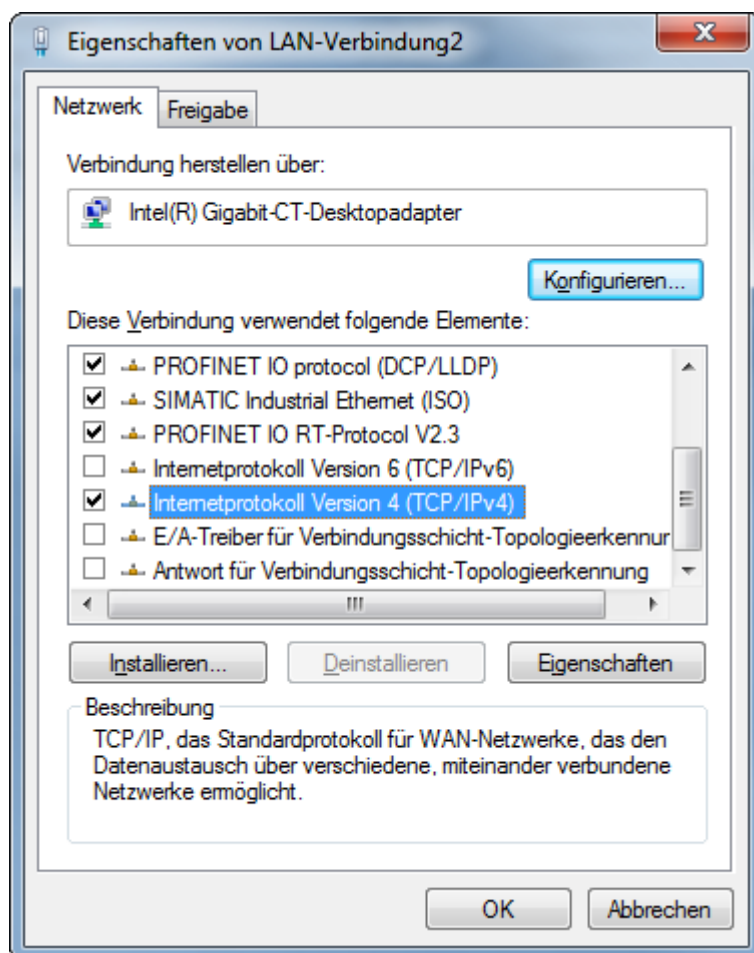 Eigenschaften von LAN-Verbindung2
Netzwerk
Freigabe
Verbindung herstellen über:
Intel(R) Gigabit-CT-Desktopadapter
Konfigurieren...
Diese Verbindung verwendet folgende Elemente:
PROFINET IO protocol (DCP/LLDP)
SIMATIC Industrial Ethernet (ISO)
PROFINET IO RT-Protocol V2.3
Internetprotokoll Version 6 (TCP/IPv6)
Internetprotokoll Version 4 (TCP/IPv4)
E/A-Treiber für Verbindungsschicht-Topologieerkennur
Antwort für Verbindungsschicht-Topologieerkennung
Installieren...
Deinstallieren
Eigenschaften
Beschreibung
TCP/IP, das Standardprotokoll für WAN-Netzwerke, das den
Datenaustausch über verschiedene, miteinander verbundene
Netzwerke ermöglicht.
OK
Abbrechen